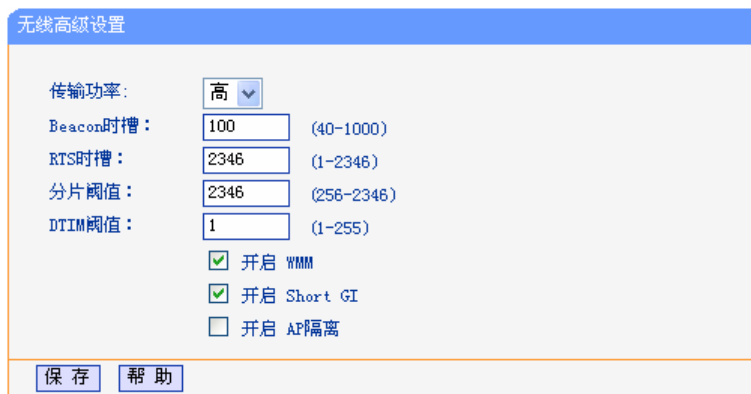 无线高级设置
传输功率: 高
Beacon时槽： 100 (40-1000)
RTS时槽： 2346 (1-2346)
分片阈值： 2346 (256-2346)
DTIM阈值： 1 (1-255)
开启 WMM
开启 Short GI
开启 AP隔离
保 存 帮 助